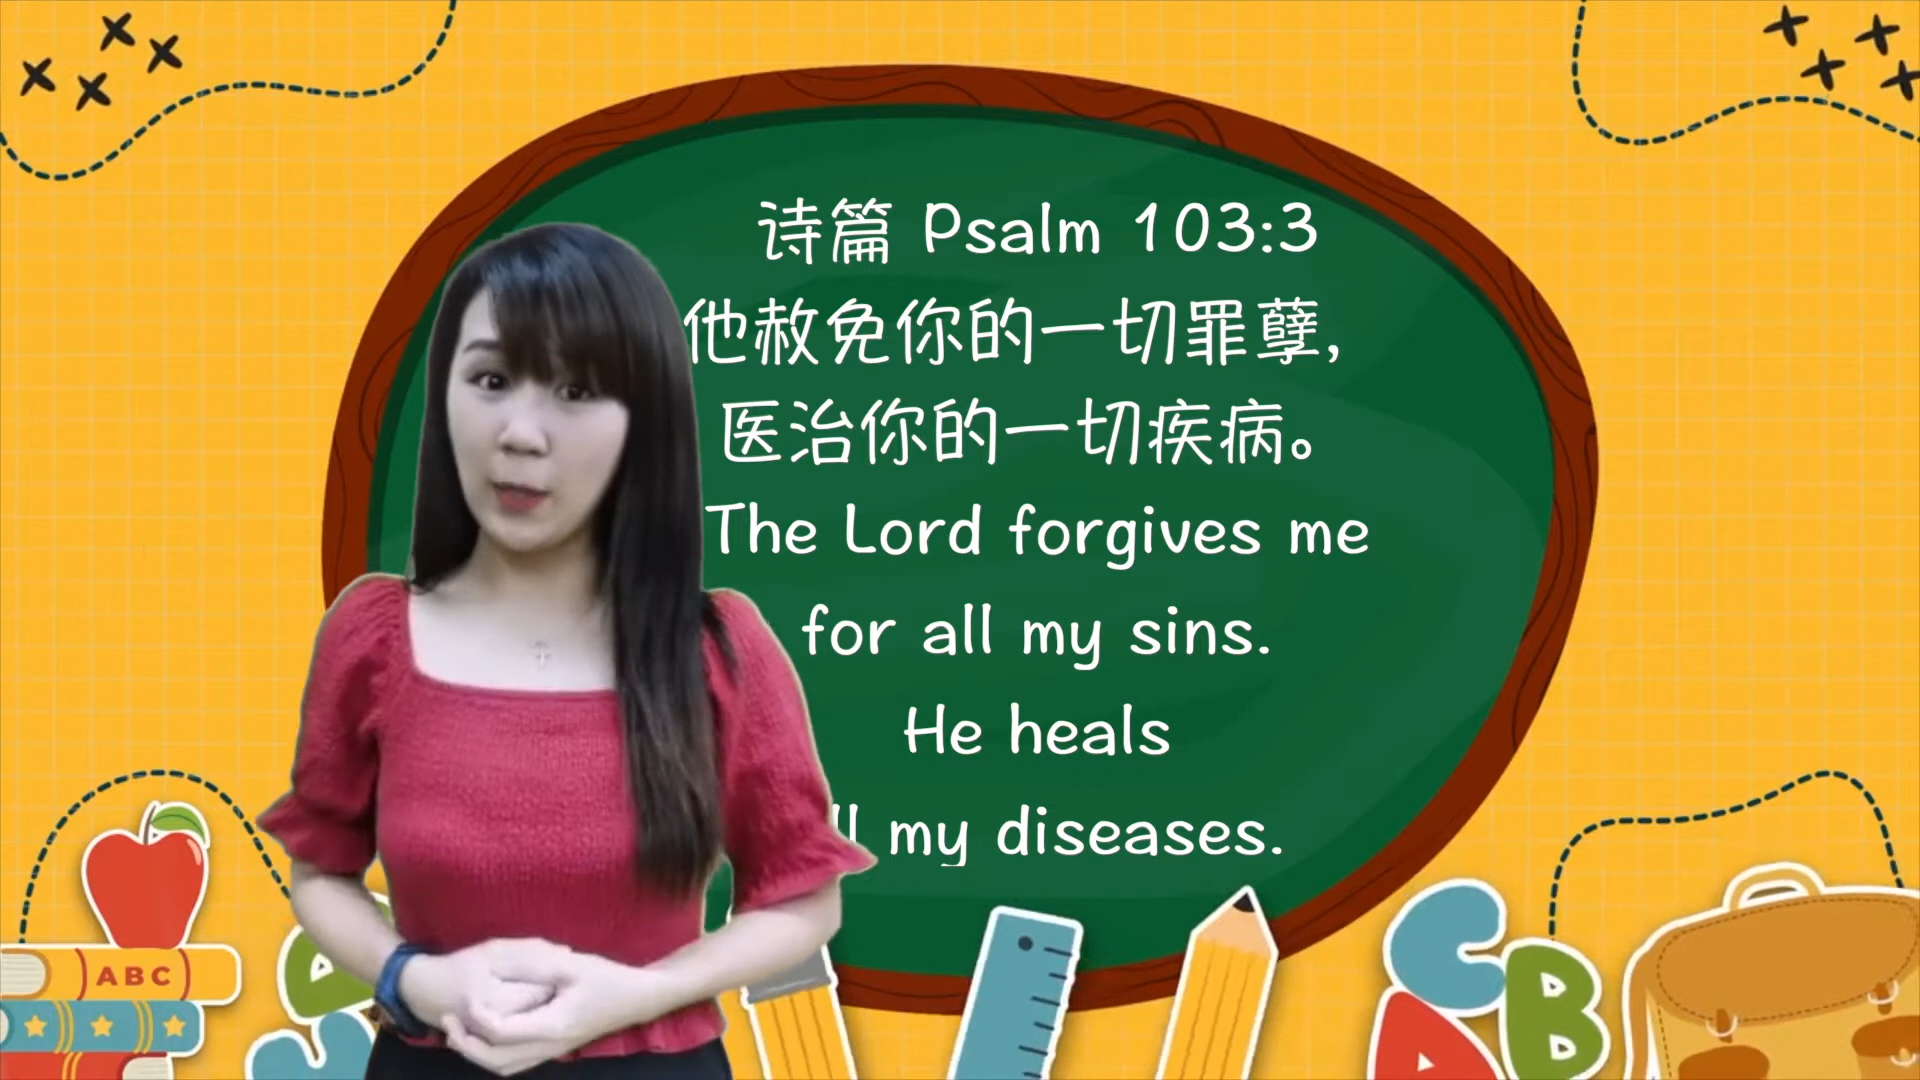 诗篇 Psalm 103:3
他赦免你的一切罪孽,
医治你的一切疾病。
The Lord forgives me
for all my sins.
He heals
my diseases.
ABC
C
A
B